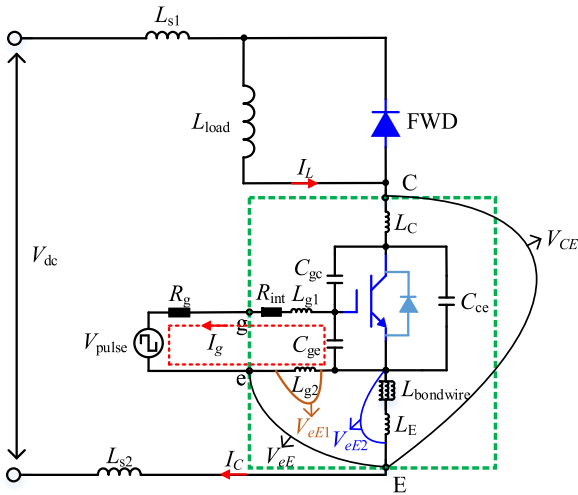 Ls1
Lload
FWD
IL
C
LC
VCE
Vdc
Cgc
Rg
Rint
Lg1
Cce
g
Vpulse
Ig
Cge
e
Lg2
Lbondwire
VeE1
VeE2
LE
VeE
Ls2
IC
E